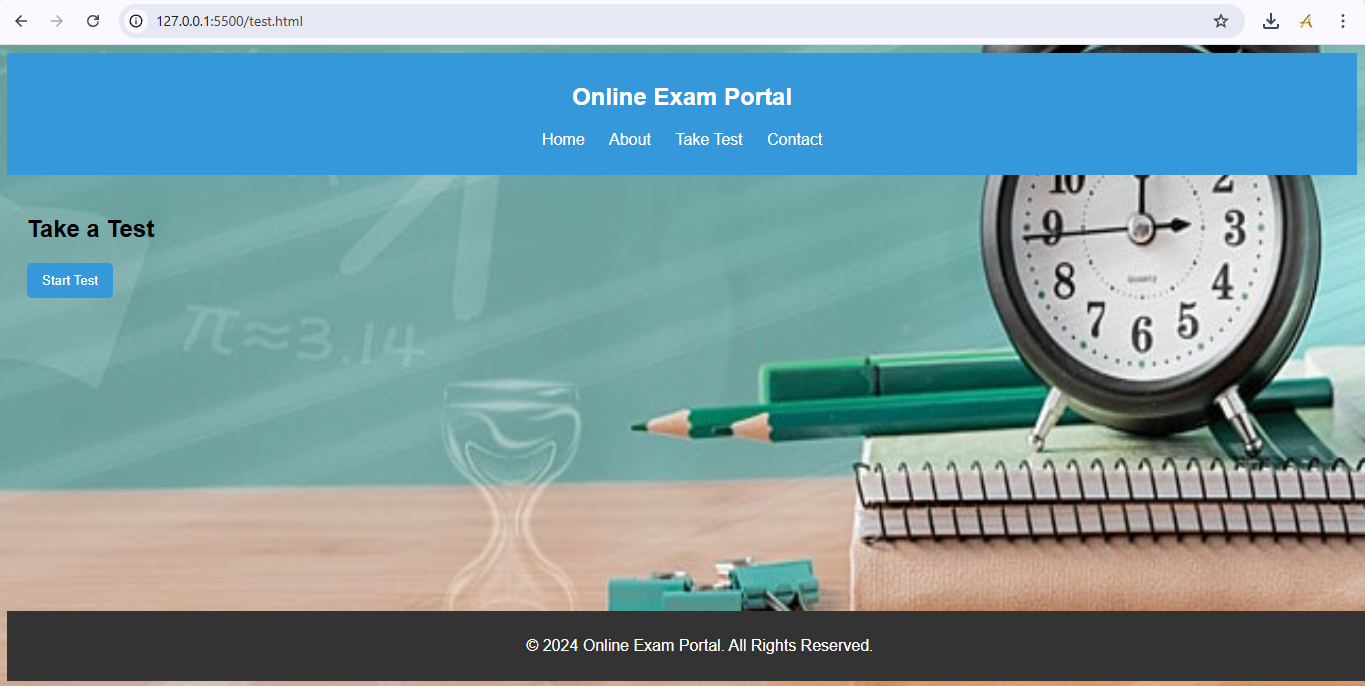 127.0.0.1:5500/test.html
Online Exam Portal
Home About Take Test Contact
Take a Test
Start Test
10 2
9 3
8 4
7 6 5
QUARTZ
π≈3.14
© 2024 Online Exam Portal. All Rights Reserved.